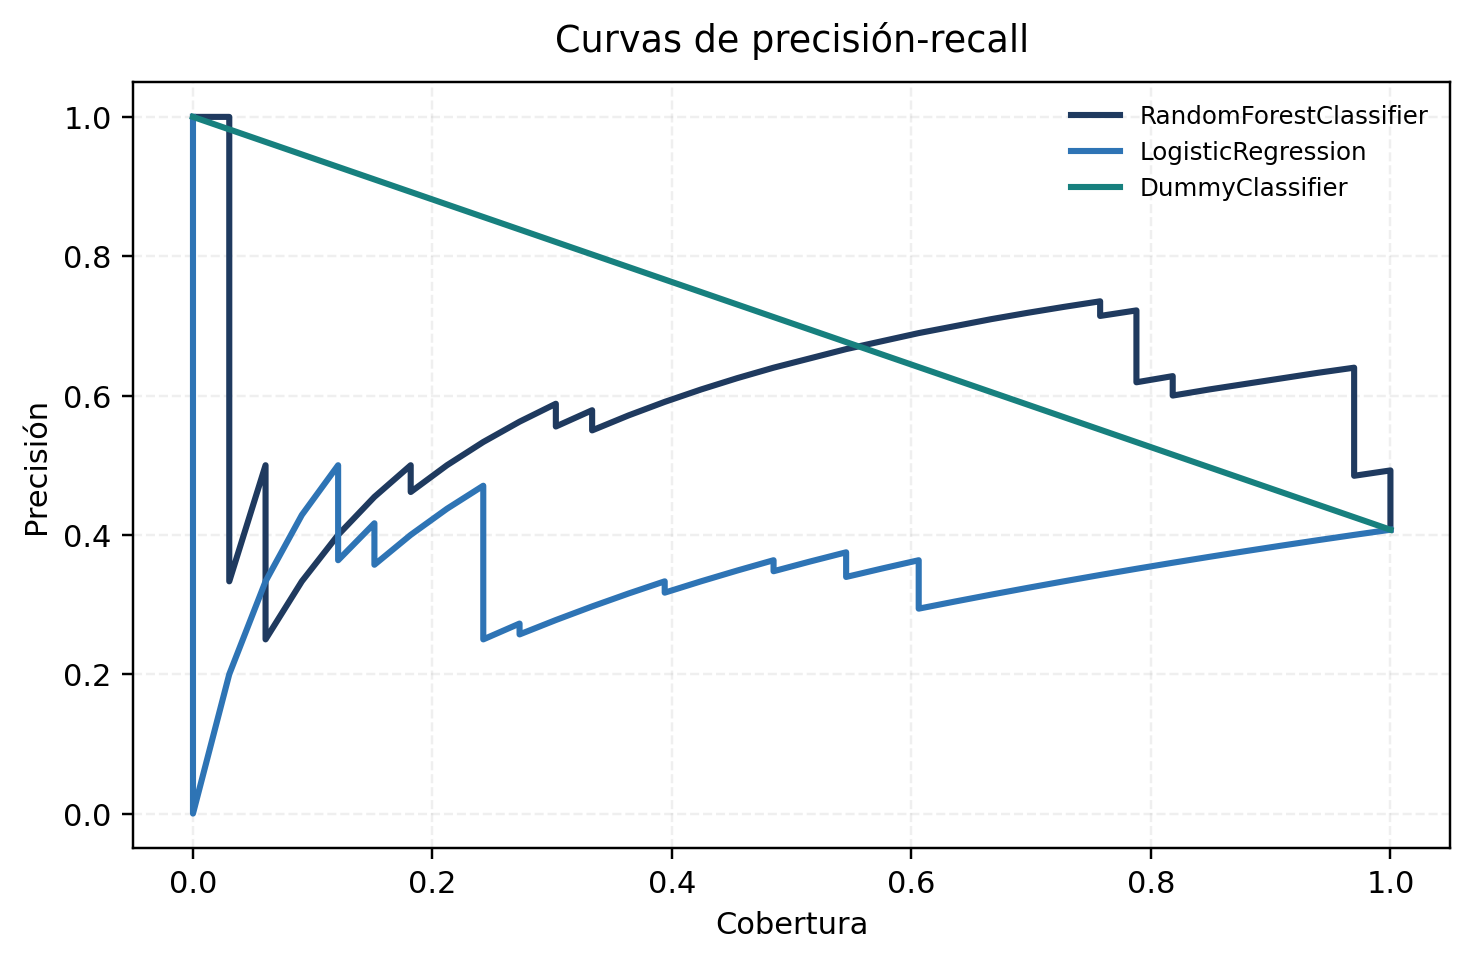 Curvas de precisión-recall
RandomForestClassifier
LogisticRegression
DummyClassifier
Precisión
1.0
0.8
0.6
0.4
0.2
0.0
0.0 0.2 0.4 0.6 0.8 1.0
Cobertura